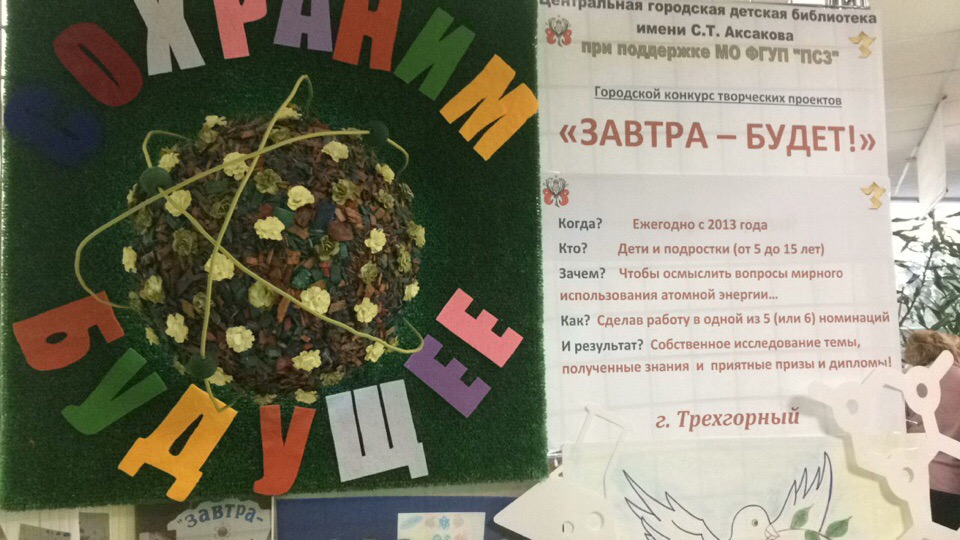 СОХРАНИМ
БУДУЩЕЕ
Центральная городская детская библиотека
имени С.Т. Аксакова
при поддержке МО ФГУП "ПСЗ"
Городской конкурс творческих проектов
«ЗАВТРА – БУДЕТ!»
Когда? Ежегодно с 2013 года
Кто? Дети и подростки (от 5 до 15 лет)
Зачем? Чтобы осмыслить вопросы мирного
использования атомной энергии...
Как? Сделав работу в одной из 5 (или 6) номинаций
И результат? Собственное исследование темы,
полученные знания и приятные призы и дипломы!
г. Трехгорный
"завтра-